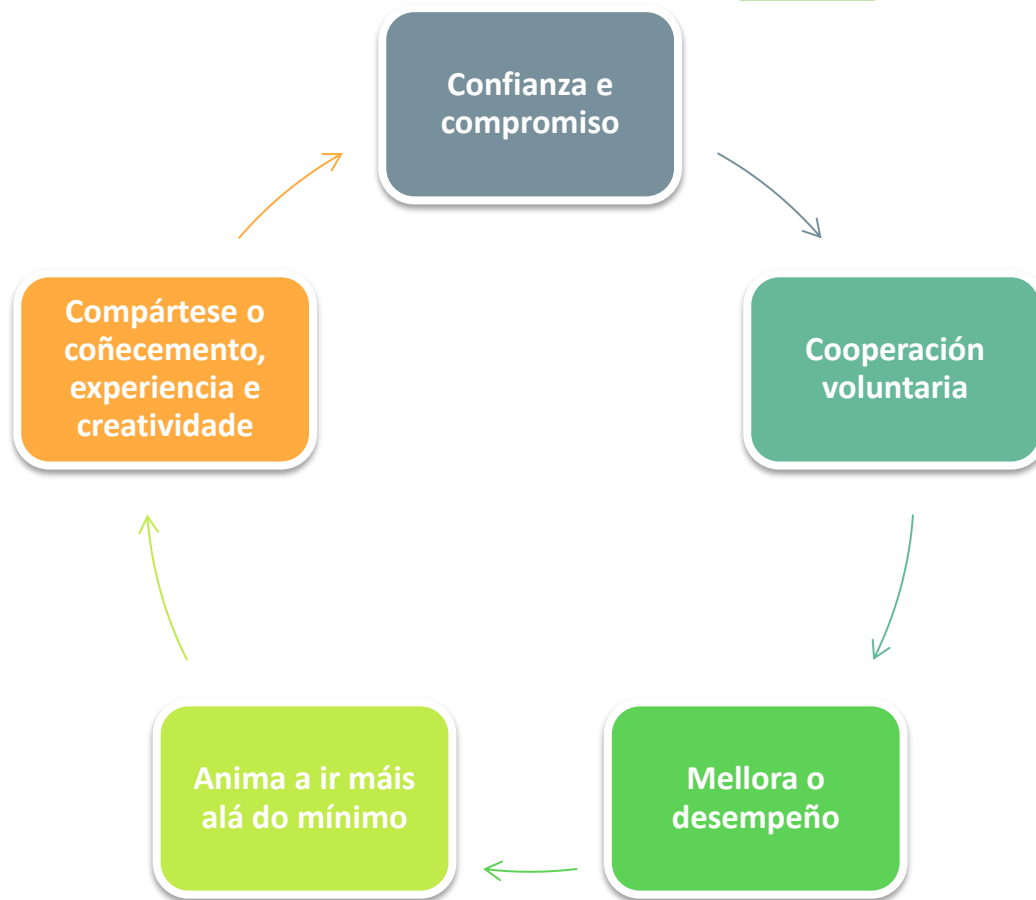 Confianza e
compromiso
Cooperación
voluntaria
Mellora o
desempeño
Anima a ir máis
alá do mínimo
Compártese o
coñecemento,
experiencia e
creatividade